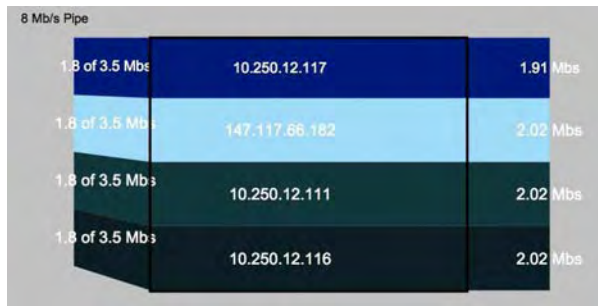 8 Mb/s Pipe
1.8 of 3.5 Mbs 10.250.12.117 1.91 Mbs
1.8 of 3.5 Mbs 147.117.66.182 2.02 Mbs
1.8 of 3.5 Mbs 10.250.12.111 2.02 Mbs
1.8 of 3.5 Mbs 10.250.12.116 2.02 Mbs